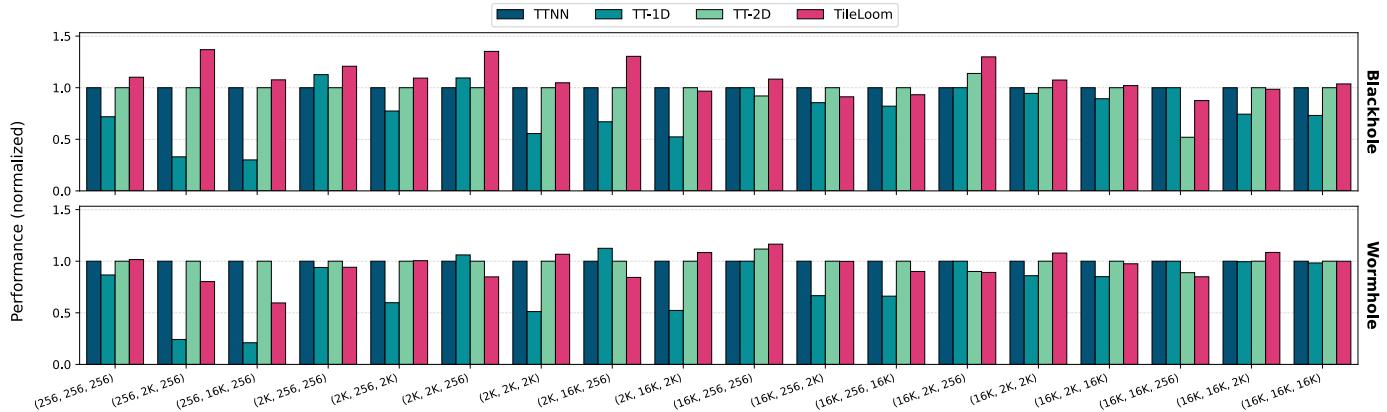 TTNN TT-1D TT-2D TileLoom
Performance (normalized)
1.5
1.0
0.5
0.0
Blackhole
1.5
1.0
0.5
0.0
Wormhole
(256, 256, 256)
(256, 2K, 256)
(256, 16K, 256)
(2K, 256, 256)
(2K, 256, 2K)
(2K, 2K, 256)
(2K, 2K, 2K)
(2K, 16K, 256)
(2K, 16K, 2K)
(16K, 256, 256)
(16K, 256, 2K)
(16K, 256, 16K)
(16K, 2K, 256)
(16K, 2K, 2K)
(16K, 2K, 16K)
(16K, 16K, 256)
(16K, 16K, 2K)
(16K, 16K, 16K)